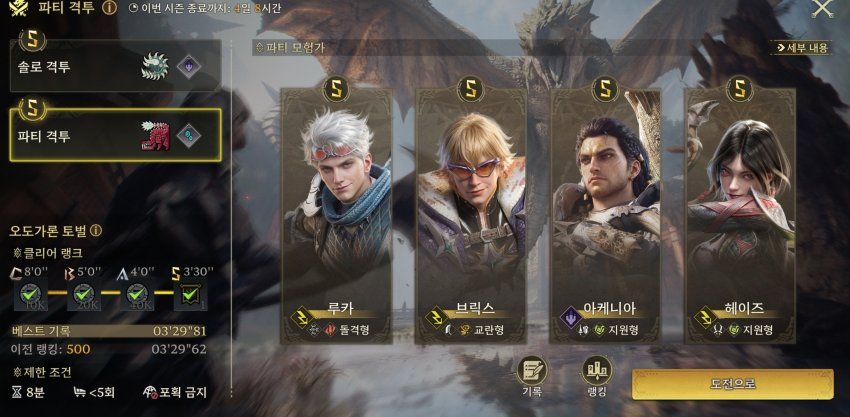 파티 격투
이번 시즌 종료까지: 4일 8시간
S
솔로 격투
S
파티 격투
파티 모험가
세부 내용
S
S
S
S
루카
돌격형
브릭스
교란형
아케니아
지원형
헤이즈
지원형
오도가론 토벌
클리어 랭크
C 8'0"
B 5'0"
A 4'0"
S 3'30"
10K
20K
40K
1
베스트 기록 03'29"81
이전 랭킹: 500 03'29"62
제한 조건
8분
<5회
포획 금지
기록
랭킹
도전으로